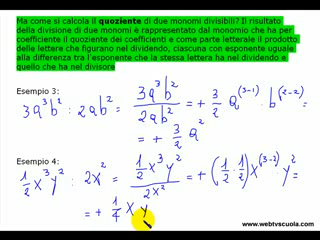 Ma come si calcola il quoziente di due monomi divisibili? Il risultato
della divisione di due monomi è rappresentato dal monomio che ha per
coefficiente il quoziente dei coefficienti e come parte letterale il prodotto
delle lettere che figurano nel dividendo, ciascuna con esponente uguale
alla differenza tra l'esponente che la stessa lettera ha nel dividendo e
quello che ha nel divisore
Esempio 3:
3a³b² : 2ab² = 3a³b²/2ab² = + 3/2 a^(3-1) · b^(2-2) =
= + 3/2 a²
Esempio 4:
1/2 x³y² : 2x² = 1/2 x³y²/2x² = + (1/2 · 1/2) x^(3-2) y² =
= + 1/4 x y
www.webtvscuola.com